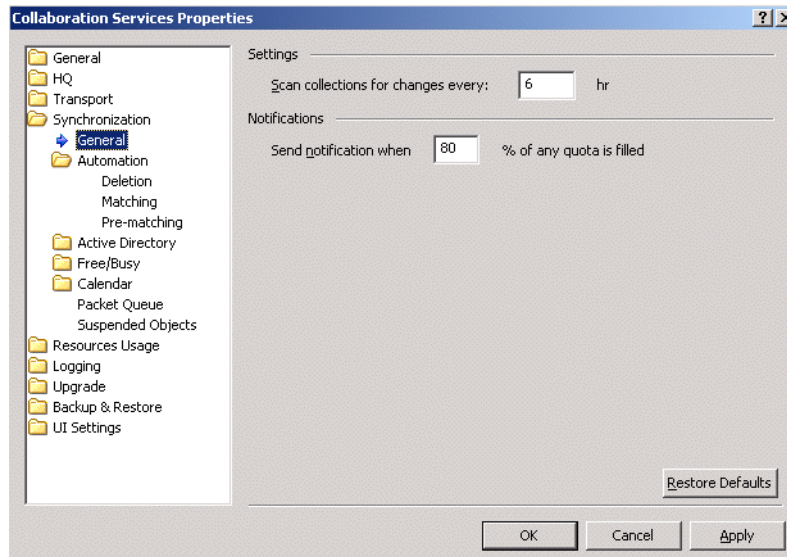 Collaboration Services Properties
General
HQ
Transport
Synchronization
General
Automation
Deletion
Matching
Pre-matching
Active Directory
Free/Busy
Calendar
Packet Queue
Suspended Objects
Resources Usage
Logging
Upgrade
Backup & Restore
UI Settings
Settings
Scan collections for changes every: 6 hr
Notifications
Send notification when 80 % of any quota is filled
Restore Defaults
OK Cancel Apply